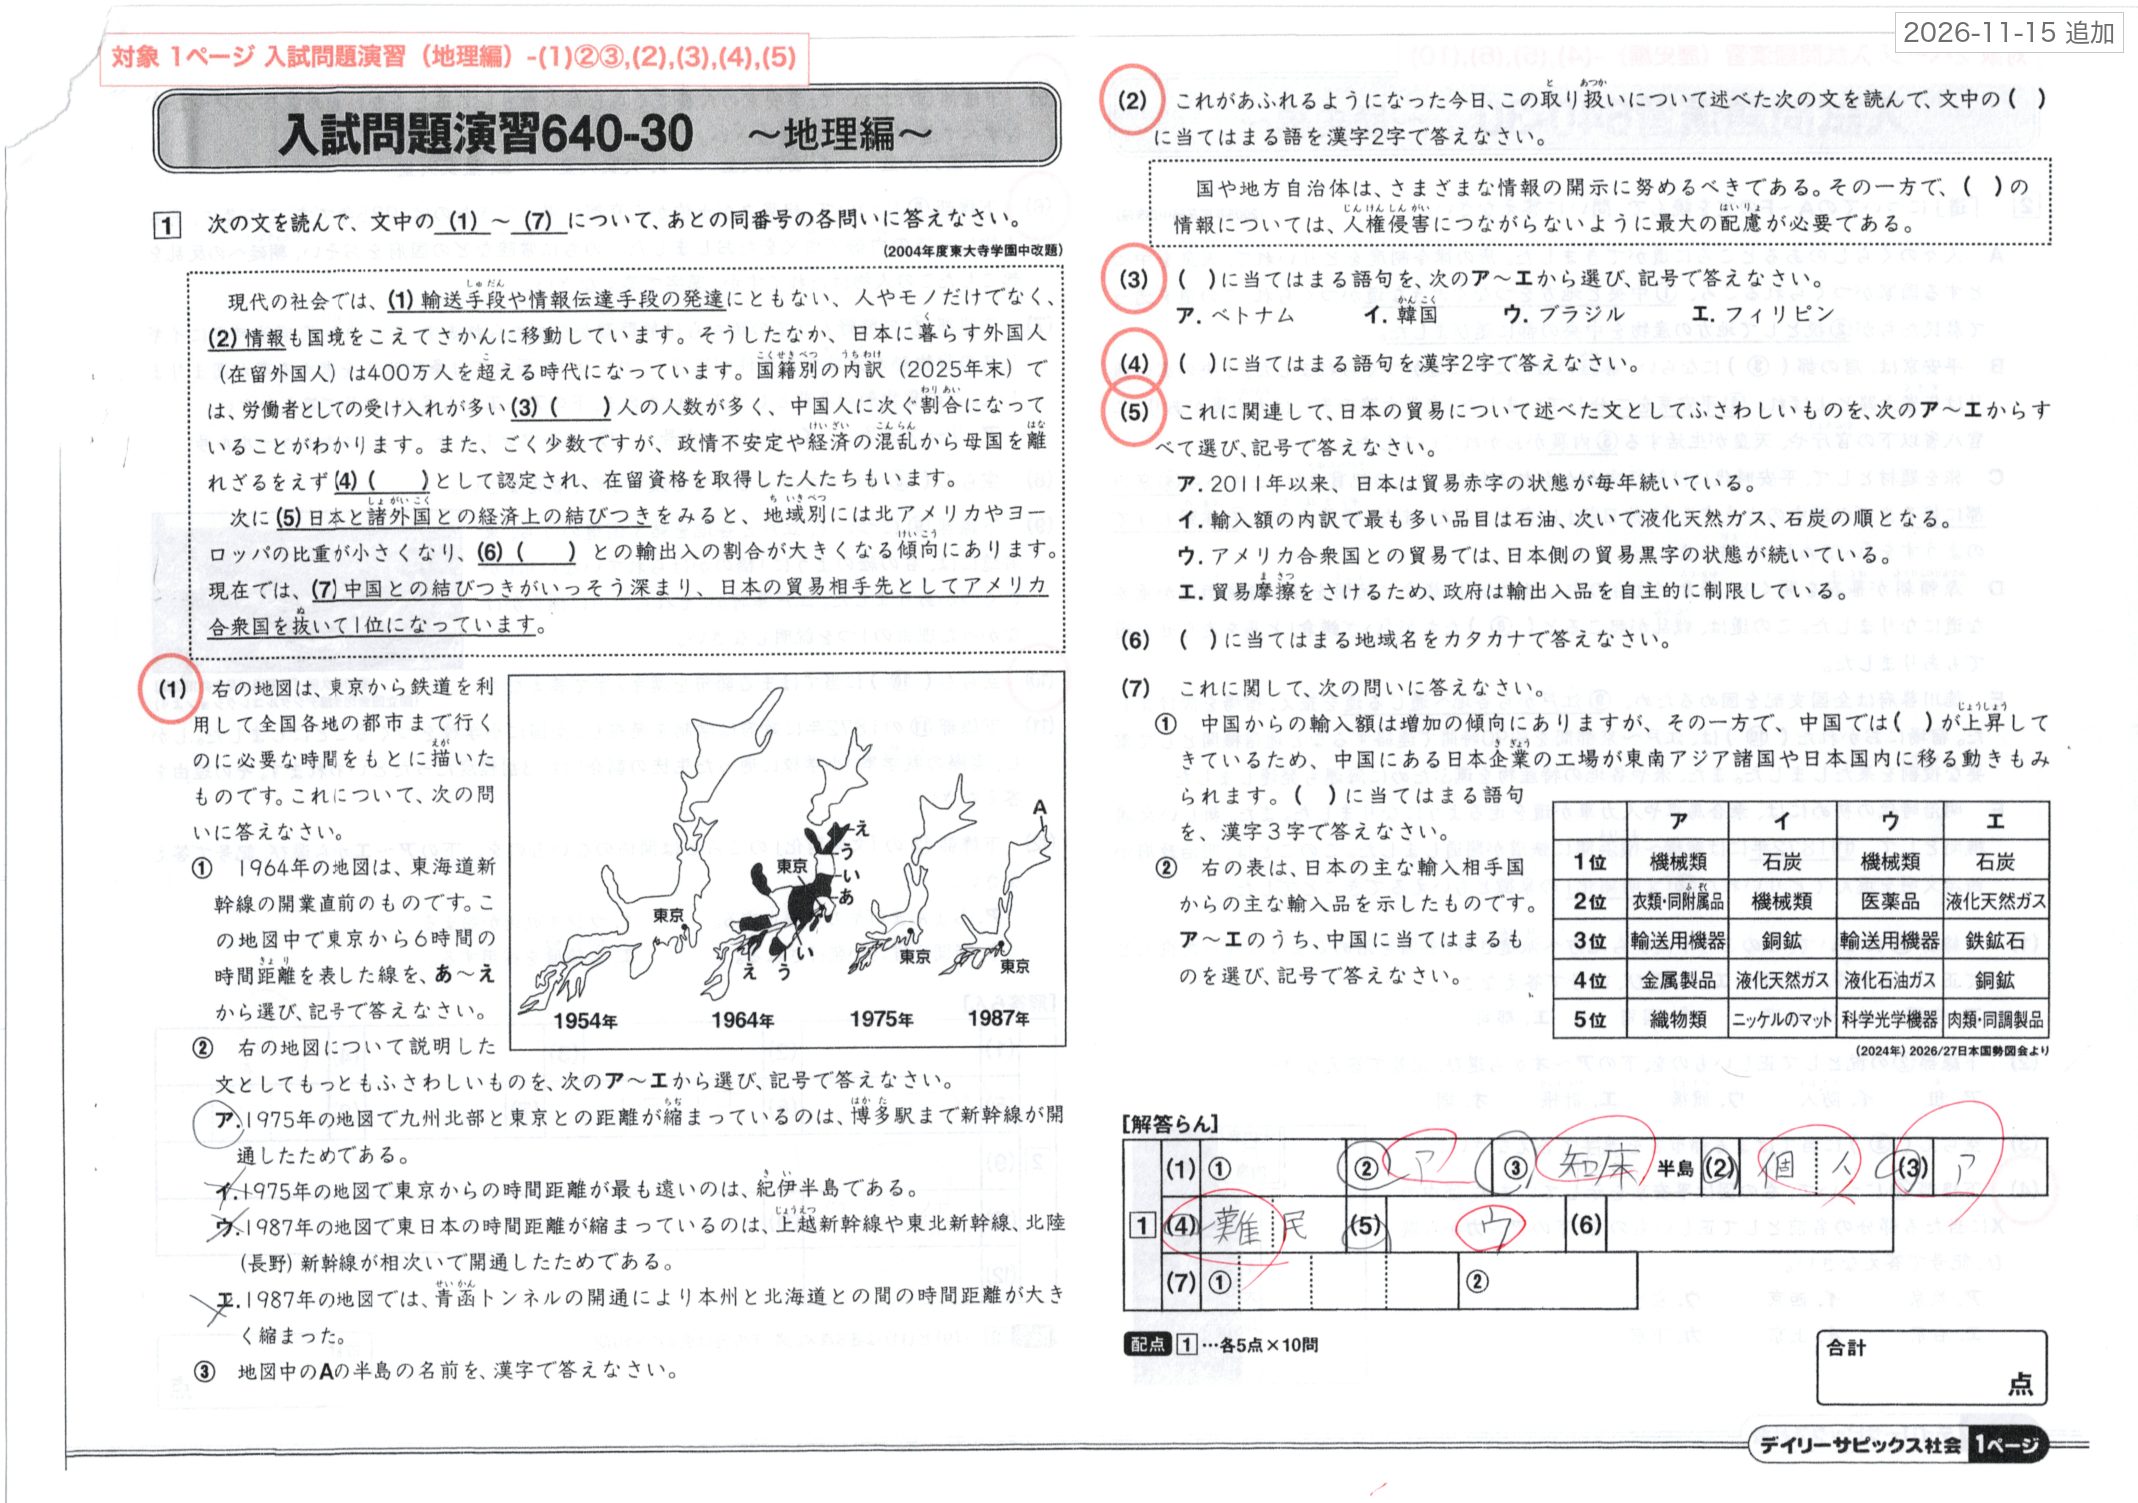 2026-11-15 追加
対象 1ページ 入試問題演習（地理編）-(1)②③,(2),(3),(4),(5)
入試問題演習640-30　～地理編～
1 次の文を読んで、文中の(1)～(7)について、あとの同番号の各問いに答えなさい。
(2004年度東大寺学園中改題)
現代の社会では、(1)輸送手段や情報伝達手段の発達にともない、人やモノだけでなく、
(2)情報も国境をこえてさかんに移動しています。そうしたなか、日本に暮らす外国人
（在留外国人）は400万人を超える時代になっています。国籍別の内訳（2025年末）で
は、労働者としての受け入れが多い(3)(　　)人の人数が多く、中国人に次ぐ割合になって
いることがわかります。また、ごく少数ですが、政情不安定や経済の混乱から母国を離
れざるをえず(4)(　　)として認定され、在留資格を取得した人たちもいます。
次に(5)日本と諸外国との経済上の結びつきをみると、地域別には北アメリカやヨー
ロッパの比重が小さくなり、(6)(　　)との輸出入の割合が大きくなる傾向にあります。
現在では、(7)中国との結びつきがいっそう深まり、日本の貿易相手先としてアメリカ
合衆国を抜いて1位になっています。
(1) 右の地図は、東京から鉄道を利
用して全国各地の都市まで行く
のに必要な時間をもとに描いた
ものです。これについて、次の問
いに答えなさい。
① 1964年の地図は、東海道新
幹線の開業直前のものです。こ
の地図中で東京から6時間の
時間距離を表した線を、あ～え
から選び、記号で答えなさい。
② 右の地図について説明した
文としてもっともふさわしいものを、次のア～エから選び、記号で答えなさい。
ア.1975年の地図で九州北部と東京との距離が縮まっているのは、博多駅まで新幹線が開
通したためである。
イ.1975年の地図で東京からの時間距離が最も遠いのは、紀伊半島である。
ウ.1987年の地図で東日本の時間距離が縮まっているのは、上越新幹線や東北新幹線、北陸
(長野)新幹線が相次いで開通したためである。
エ.1987年の地図では、青函トンネルの開通により本州と北海道との間の時間距離が大き
く縮まった。
③ 地図中のAの半島の名前を、漢字で答えなさい。
東京
東京
え
う
い
あ
え
う
い
東京
A
東京
1954年 1964年 1975年 1987年
(2) これがあふれるようになった今日、この取り扱いについて述べた次の文を読んで、文中の(　)
に当てはまる語を漢字2字で答えなさい。
国や地方自治体は、さまざまな情報の開示に努めるべきである。その一方で、(　)の
情報については、人権侵害につながらないように最大の配慮が必要である。
(3) (　)に当てはまる語句を、次のア～エから選び、記号で答えなさい。
ア. ベトナム イ. 韓国 ウ. ブラジル エ. フィリピン
(4) (　)に当てはまる語句を漢字2字で答えなさい。
(5) これに関連して、日本の貿易について述べた文としてふさわしいものを、次のア～エからす
べて選び、記号で答えなさい。
ア. 2011年以来、日本は貿易赤字の状態が毎年続いている。
イ. 輸入額の内訳で最も多い品目は石油、次いで液化天然ガス、石炭の順となる。
ウ. アメリカ合衆国との貿易では、日本側の貿易黒字の状態が続いている。
エ. 貿易摩擦をさけるため、政府は輸出入品を自主的に制限している。
(6) (　)に当てはまる地域名をカタカナで答えなさい。
(7) これに関して、次の問いに答えなさい。
① 中国からの輸入額は増加の傾向にありますが、その一方で、中国では(　)が上昇して
きているため、中国にある日本企業の工場が東南アジア諸国や日本国内に移る動きもみ
られます。(　)に当てはまる語句
を、漢字3字で答えなさい。
② 右の表は、日本の主な輸入相手国
からの主な輸入品を示したものです。
ア～エのうち、中国に当てはまるも
のを選び、記号で答えなさい。
ア イ ウ エ
1位 機械類 石炭 機械類 石炭
2位 衣類・同附属品 機械類 医薬品 液化天然ガス
3位 輸送用機器 銅鉱 輸送用機器 鉄鉱石
4位 金属製品 液化天然ガス 液化石油ガス 銅鉱
5位 織物類 ニッケルのマット 科学光学機器 肉類・同調製品
(2024年) 2026/27日本国勢図会より
[解答らん]
1 (1) ① ② ア ③ 知床 半島 (2) 個人 (3) ア
(4) 難民 (5) ウ (6)
(7) ① ②
配点 1 …各5点×10問
合計
点
デイリーサピックス社会 1ページ